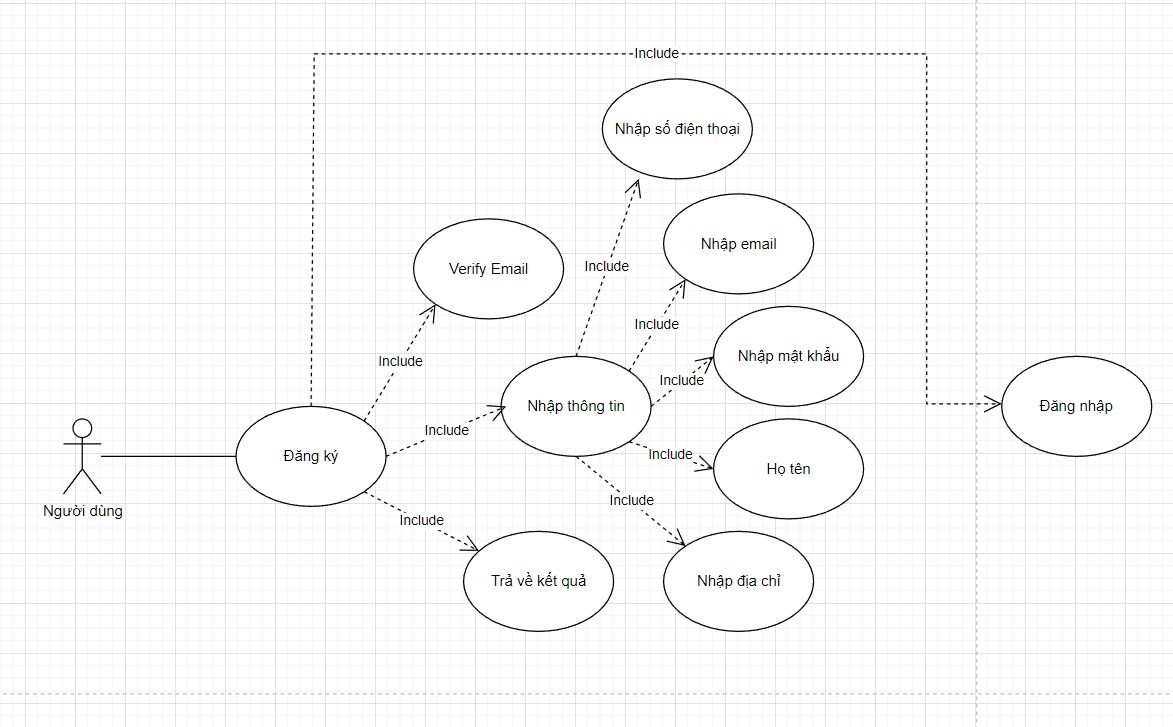 Include
Nhập số điện thoại
Nhập email
Include
Verify Email
Include
Nhập mật khẩu
Include
Include
Nhập thông tin
Đăng nhập
Include
Đăng ký
Include
Họ tên
Include
Người dùng
Include
Trả về kết quả
Nhập địa chỉ